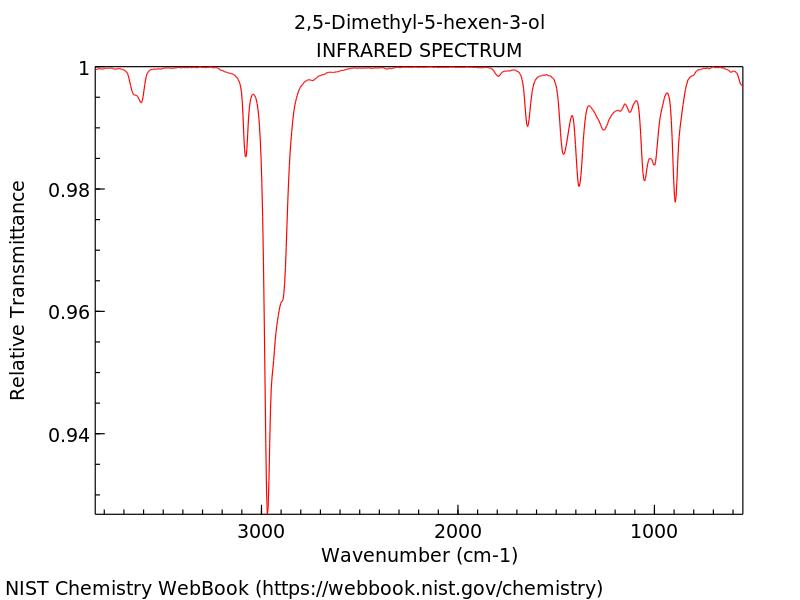 2,5-Dimethyl-5-hexen-3-ol
INFRARED SPECTRUM
1
0.98
0.96
0.94
Relative Transmittance
3000 2000 1000
Wavenumber (cm-1)
NIST Chemistry WebBook (https://webbook.nist.gov/chemistry)